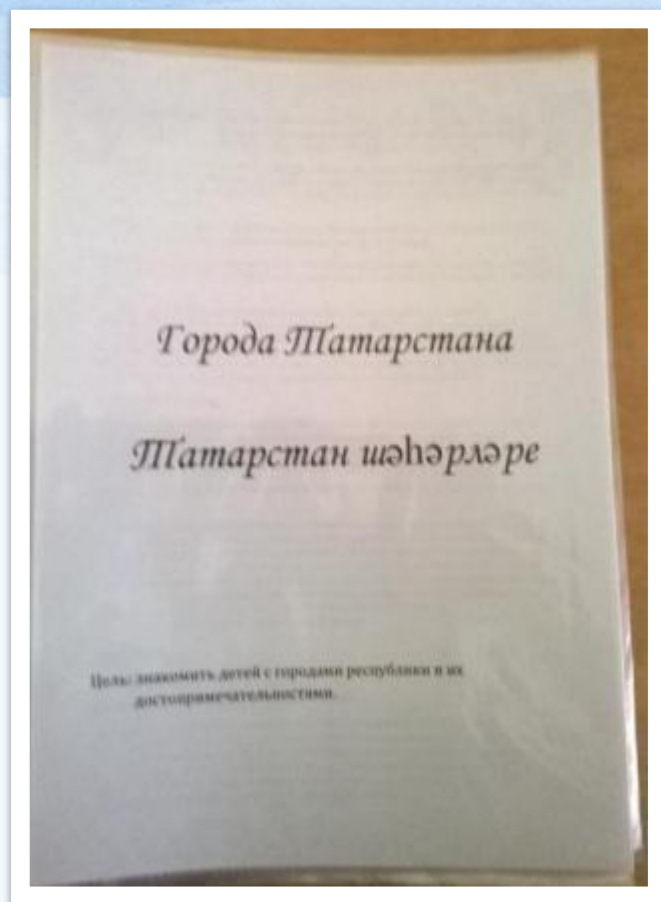 Города Татарстана
Татарстан шәһәрләре
Цель: знакомить детей с городами республики и их
достопримечательностями.